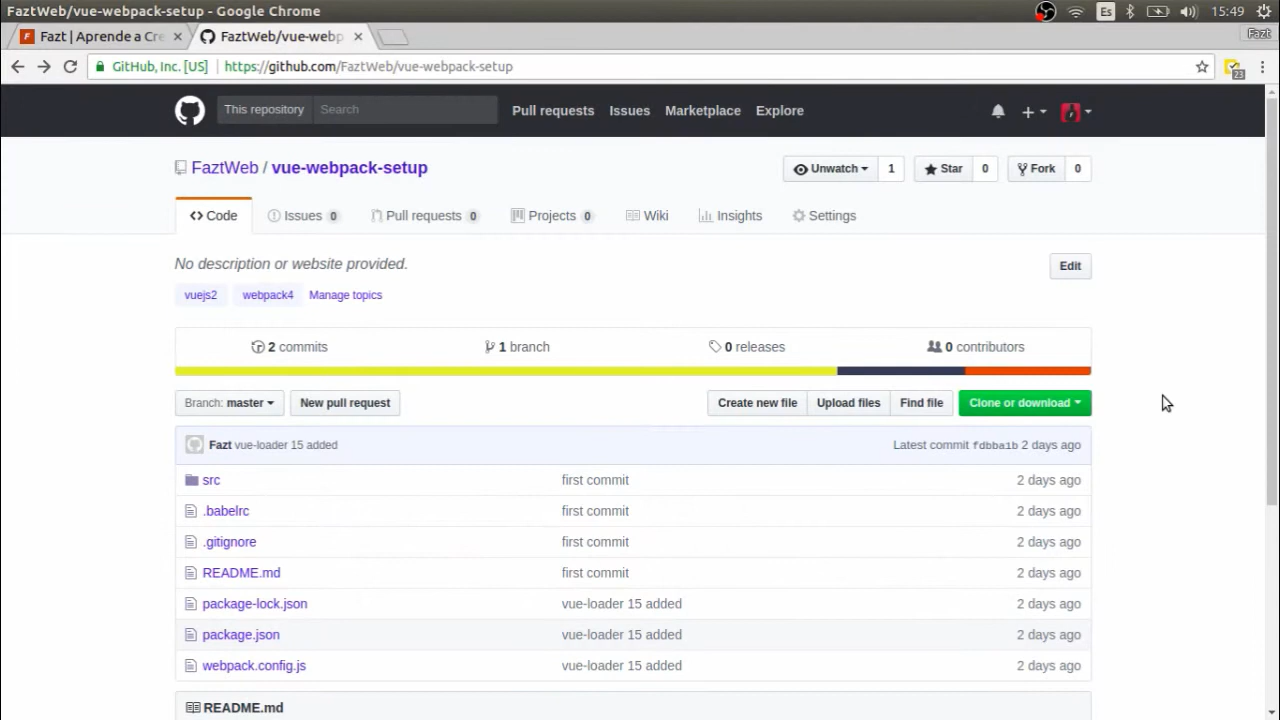 FaztWeb/vue-webpack-setup - Google Chrome
Es
15:49
Fazt | Aprende a Cre
FaztWeb/vue-webp
Fazt
GitHub, Inc. [US]
https://github.com/FaztWeb/vue-webpack-setup
23
This repository
Search
Pull requests
Issues
Marketplace
Explore
FaztWeb / vue-webpack-setup
Unwatch
1
Star
0
Fork
0
Code
Issues 0
Pull requests 0
Projects 0
Wiki
Insights
Settings
No description or website provided.
Edit
vuejs2
webpack4
Manage topics
2 commits
1 branch
0 releases
0 contributors
Branch: master
New pull request
Create new file
Upload files
Find file
Clone or download
Fazt vue-loader 15 added
Latest commit fdbba1b 2 days ago
src first commit 2 days ago
.babelrc first commit 2 days ago
.gitignore first commit 2 days ago
README.md first commit 2 days ago
package-lock.json vue-loader 15 added 2 days ago
package.json vue-loader 15 added 2 days ago
webpack.config.js vue-loader 15 added 2 days ago
README.md